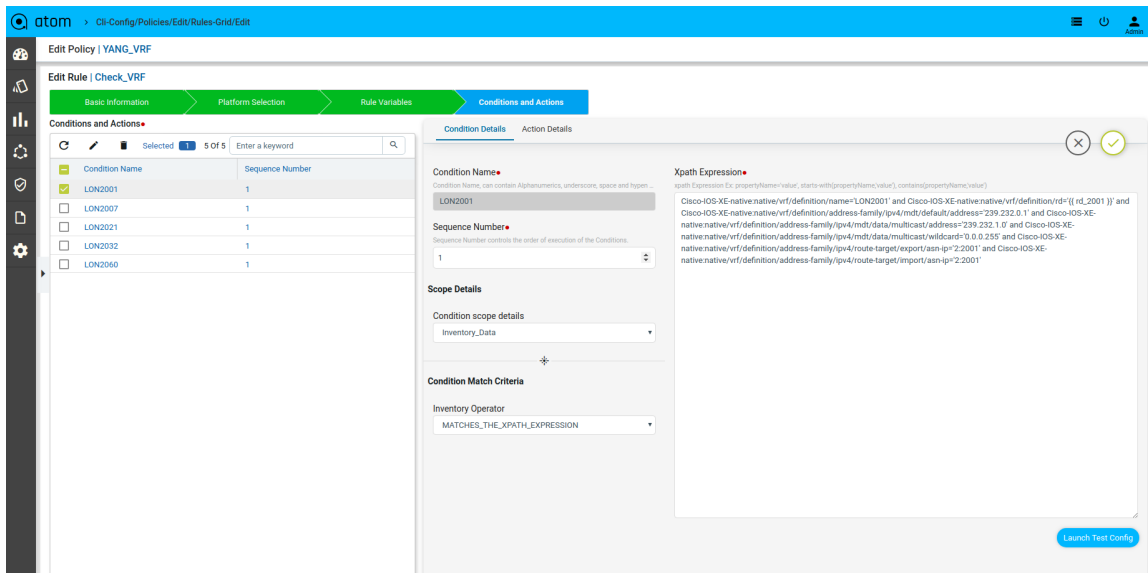 atom > Cli-Config/Policies/Edit/Rules-Grid/Edit
Admin
Edit Policy | YANG_VRF
Edit Rule | Check_VRF
Basic Information
Platform Selection
Rule Variables
Conditions and Actions
Conditions and Actions
Selected 1 5 Of 5 Enter a keyword
Condition Name Sequence Number
LON2001 1
LON2007 1
LON2021 1
LON2032 1
LON2060 1
Condition Details Action Details
Condition Name
Condition Name, can contain Alphanumerics, underscore, space and hypen ...
LON2001
Sequence Number
Sequence Number controls the order of execution of the Conditions.
1
Scope Details
Condition scope details
Inventory_Data
Condition Match Criteria
Inventory Operator
MATCHES_THE_XPATH_EXPRESSION
Xpath Expression
xpath Expression Ex: propertyName='value', starts-with(propertyName,'value'), contains(propertyName,'value')
Cisco-IOS-XE-native:native/vrf/definition/name='LON2001' and Cisco-IOS-XE-native:native/vrf/definition/rd='{{ rd_2001 }}' and
Cisco-IOS-XE-native:native/vrf/definition/address-family/ipv4/mdt/default/address='239.232.0.1' and Cisco-IOS-XE-
native:native/vrf/definition/address-family/ipv4/mdt/data/multicast/address='239.232.1.0' and Cisco-IOS-XE-
native:native/vrf/definition/address-family/ipv4/mdt/data/multicast/wildcard='0.0.0.255' and Cisco-IOS-XE-
native:native/vrf/definition/address-family/ipv4/route-target/export/asn-ip='2:2001' and Cisco-IOS-XE-
native:native/vrf/definition/address-family/ipv4/route-target/import/asn-ip='2:2001'
Launch Test Config